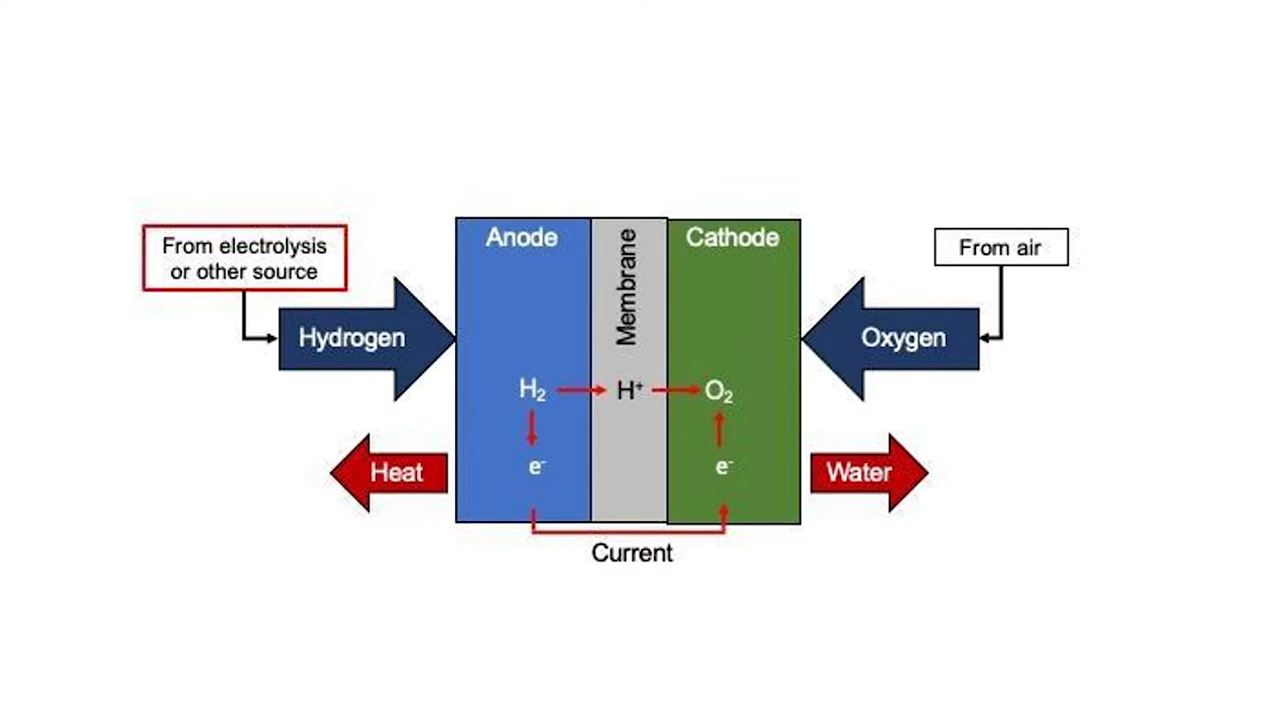 From electrolysis
or other source
Hydrogen
Heat
Anode
Membrane
Cathode
H₂
H⁺
O₂
e⁻
e⁻
Current
From air
Oxygen
Water